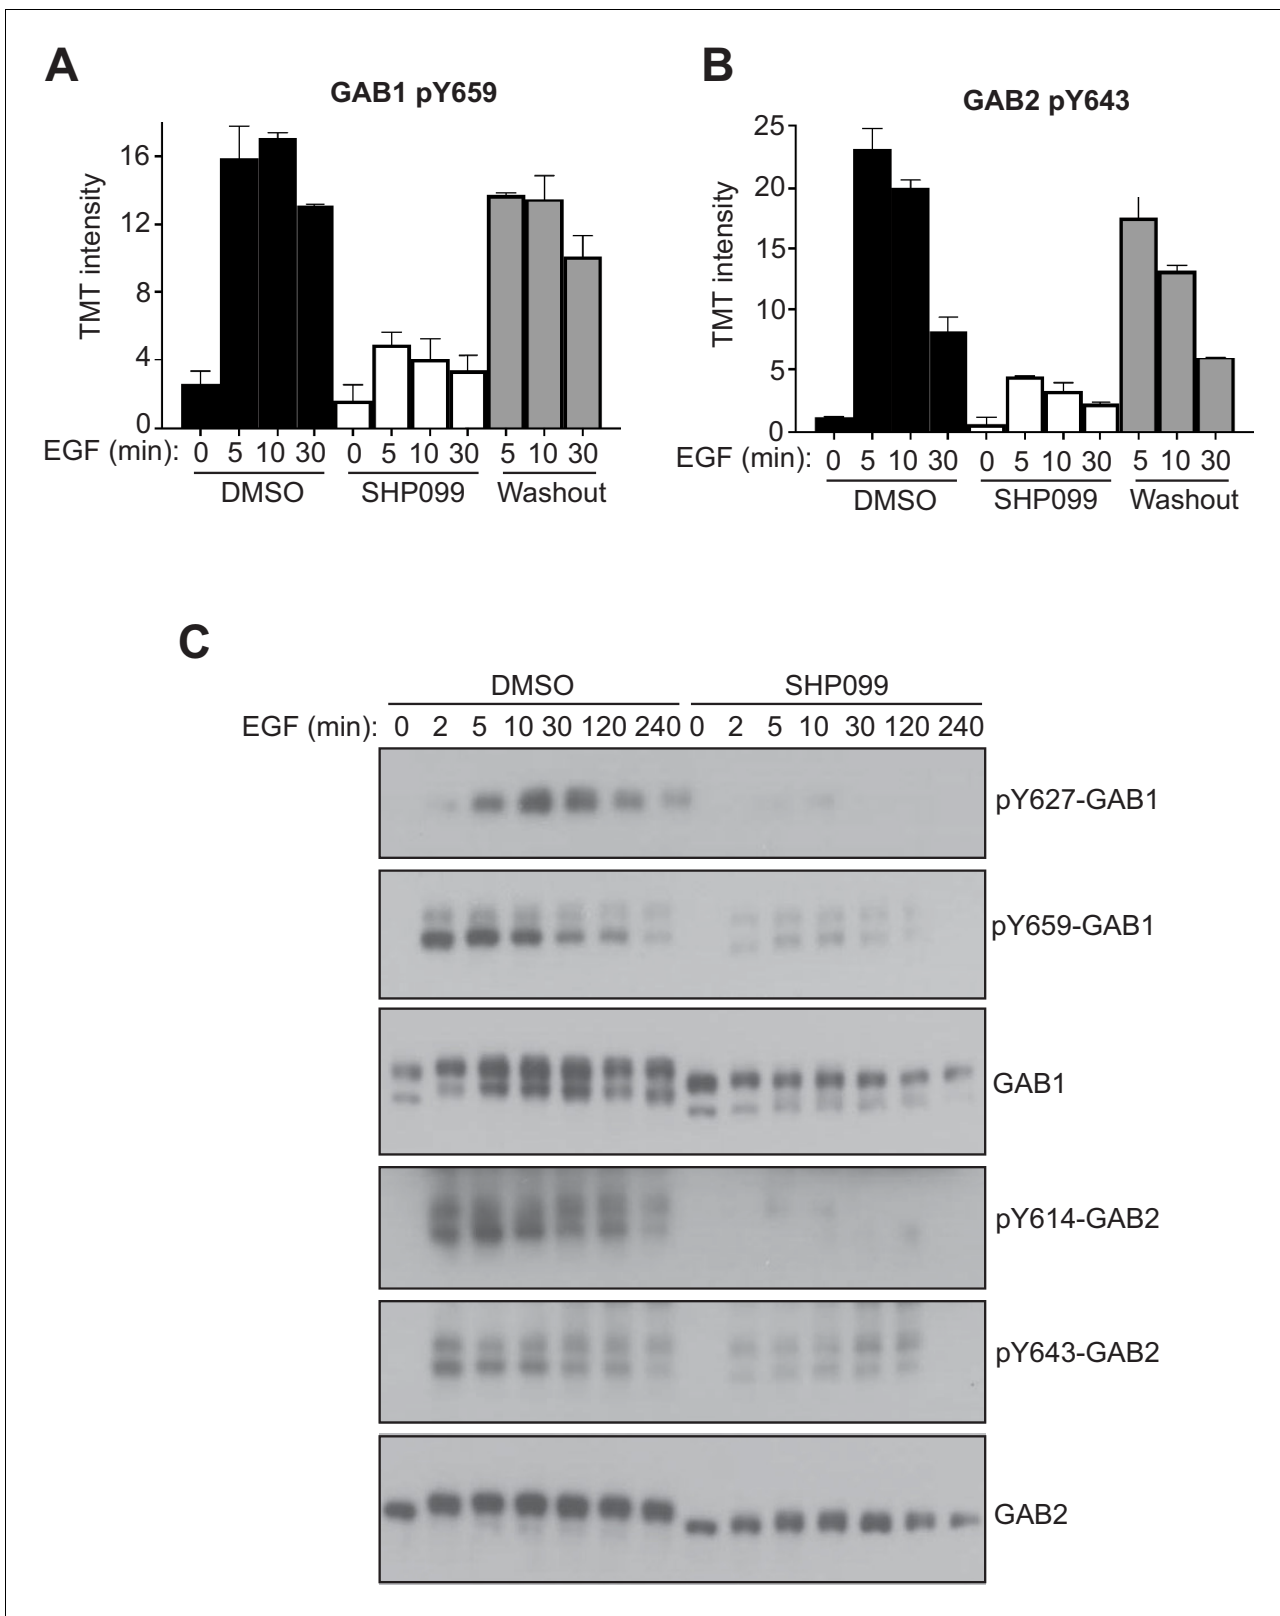 A
GAB1 pY659
TMT intensity
16
12
8
4
0
EGF (min): 0 5 10 30 0 5 10 30 5 10 30
DMSO SHP099 Washout
B
GAB2 pY643
TMT intensity
25
20
15
10
5
0
EGF (min): 0 5 10 30 0 5 10 30 5 10 30
DMSO SHP099 Washout
C
DMSO SHP099
EGF (min): 0 2 5 10 30 120 240 0 2 5 10 30 120 240
pY627-GAB1
pY659-GAB1
GAB1
pY614-GAB2
pY643-GAB2
GAB2